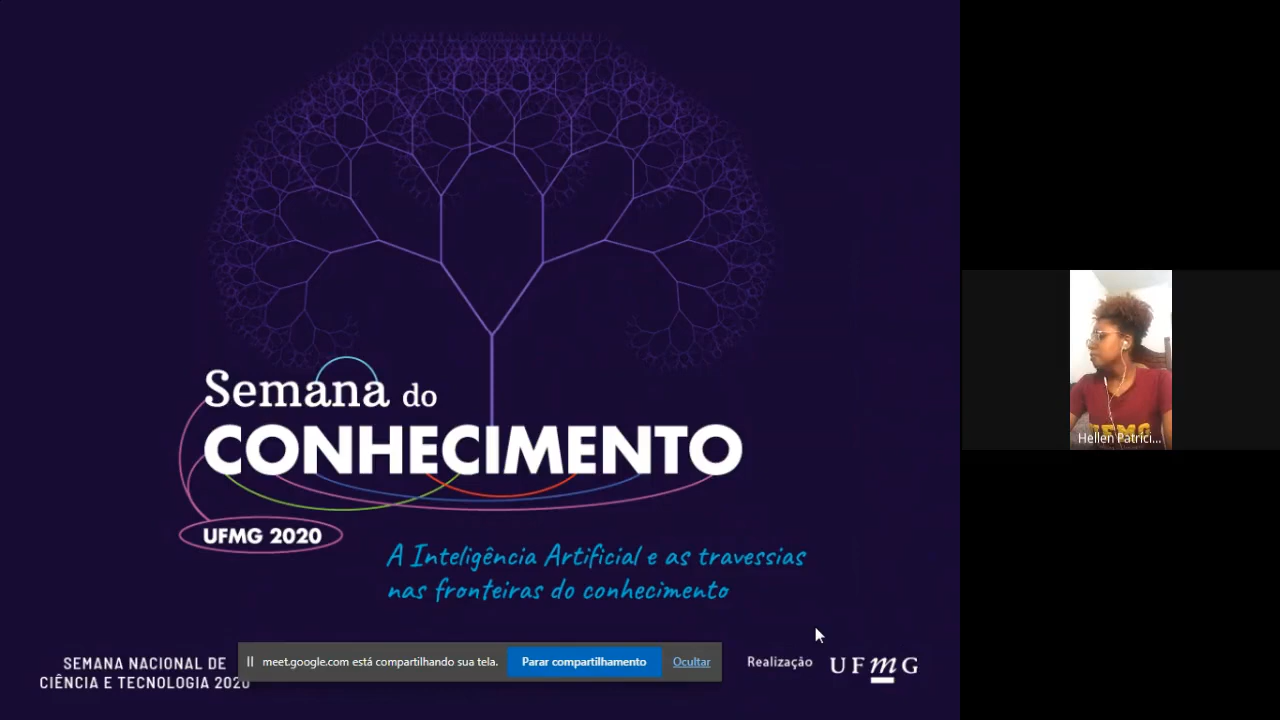 Semana do
CONHECIMENTO
UFMG 2020
A Inteligência Artificial e as travessias
nas fronteiras do conhecimento
SEMANA NACIONAL DE
CIÊNCIA E TECNOLOGIA 2020
meet.google.com está compartilhando sua tela.
Parar compartilhamento
Ocultar
Realização
UFmG
Hellen Patrici...
UFMG